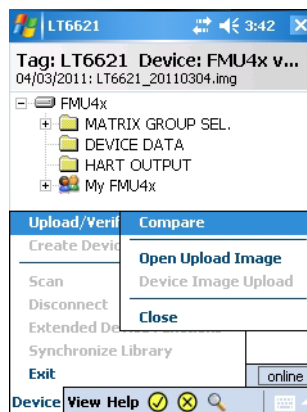 LT6621 3:42
Tag: LT6621 Device: FMU4x v...
04/03/2011: LT6621_20110304.img
FMU4x
MATRIX GROUP SEL.
DEVICE DATA
HART OUTPUT
My FMU4x
Upload/Verif Compare
Create Devic
Open Upload Image
Scan Device Image Upload
Disconnect
Close
Extended De
Synchronize Library
Exit online
Device View Help